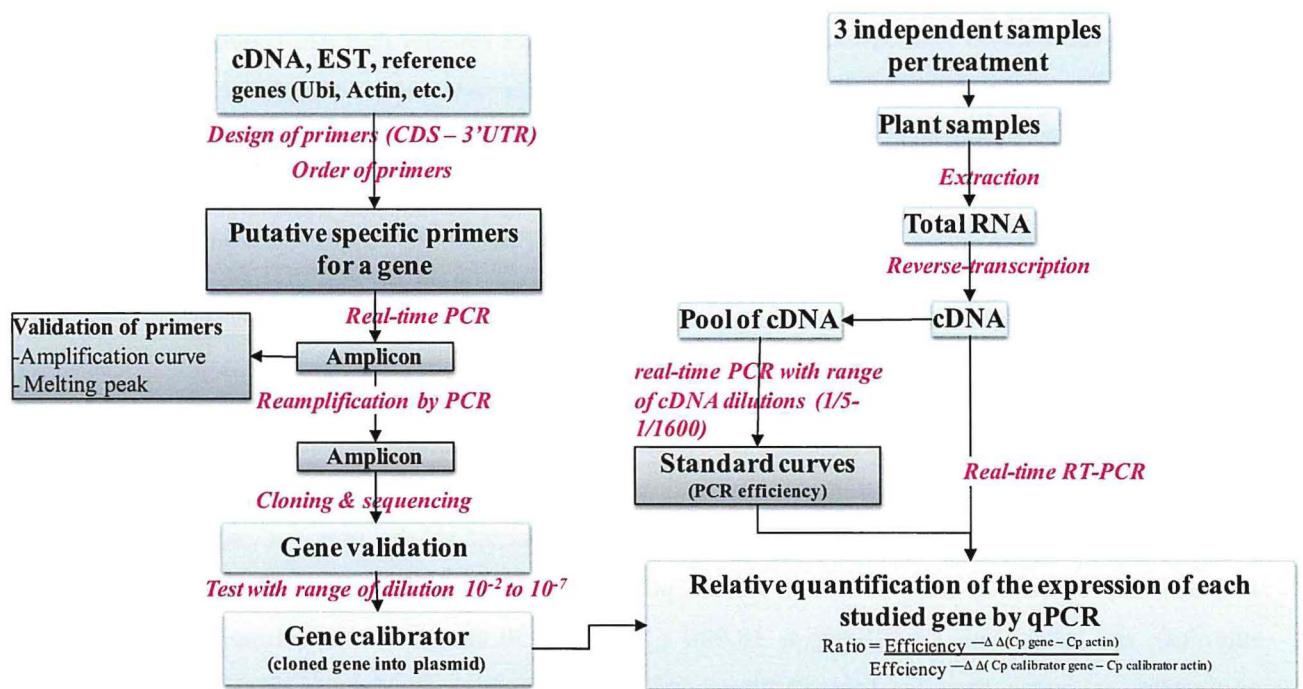 cDNA, EST, reference
genes (Ubi, Actin, etc.)
Design of primers (CDS – 3'UTR)
Order of primers
Putative specific primers
for a gene
Real-time PCR
Validation of primers
-Amplification curve
- Melting peak
Amplicon
Reamplification by PCR
Amplicon
Cloning & sequencing
Gene validation
Test with range of dilution 10⁻² to 10⁻⁷
Gene calibrator
(cloned gene into plasmid)
3 independent samples
per treatment
Plant samples
Extraction
Total RNA
Reverse-transcription
Pool of cDNA
cDNA
real-time PCR with range
of cDNA dilutions (1/5-
1/1600)
Standard curves
(PCR efficiency)
Real-time RT-PCR
Relative quantification of the expression of each
studied gene by qPCR
Ratio = Efficiency —Δ Δ(Cp gene – Cp actin)
Effciency —Δ Δ( Cp calibrator gene – Cp calibrator actin)